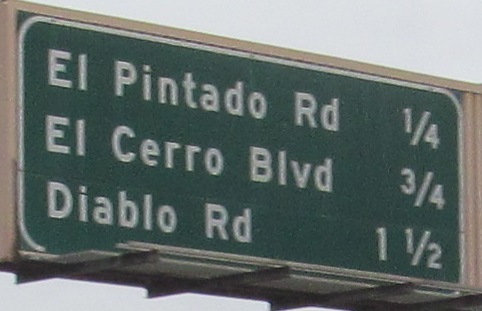 El Pintado Rd 1/4
El Cerro Blvd 3/4
Diablo Rd 1 1/2